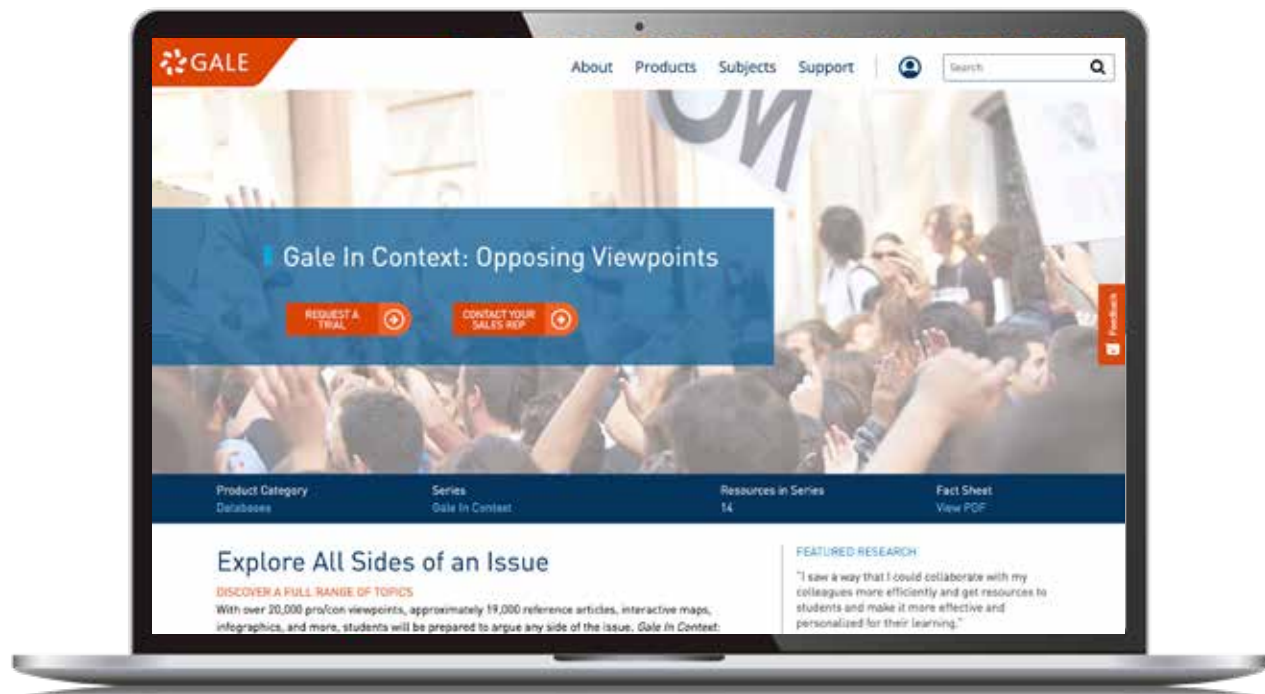 GALE
About Products Subjects Support
Search
NO
Gale In Context: Opposing Viewpoints
REQUEST A
TRIAL
CONTACT YOUR
SALES REP
Feedback
Product Category
Databases
Series
Gale In Context
Resources in Series
14
Fact Sheet
View PDF
Explore All Sides of an Issue
DISCOVER A FULL RANGE OF TOPICS
With over 20,000 pro/con viewpoints, approximately 19,000 reference articles, interactive maps,
infographics, and more, students will be prepared to argue any side of the issue. Gale In Context:
FEATURED RESEARCH
"I saw a way that I could collaborate with my
colleagues more efficiently and get resources to
students and make it more effective and
personalized for their learning."